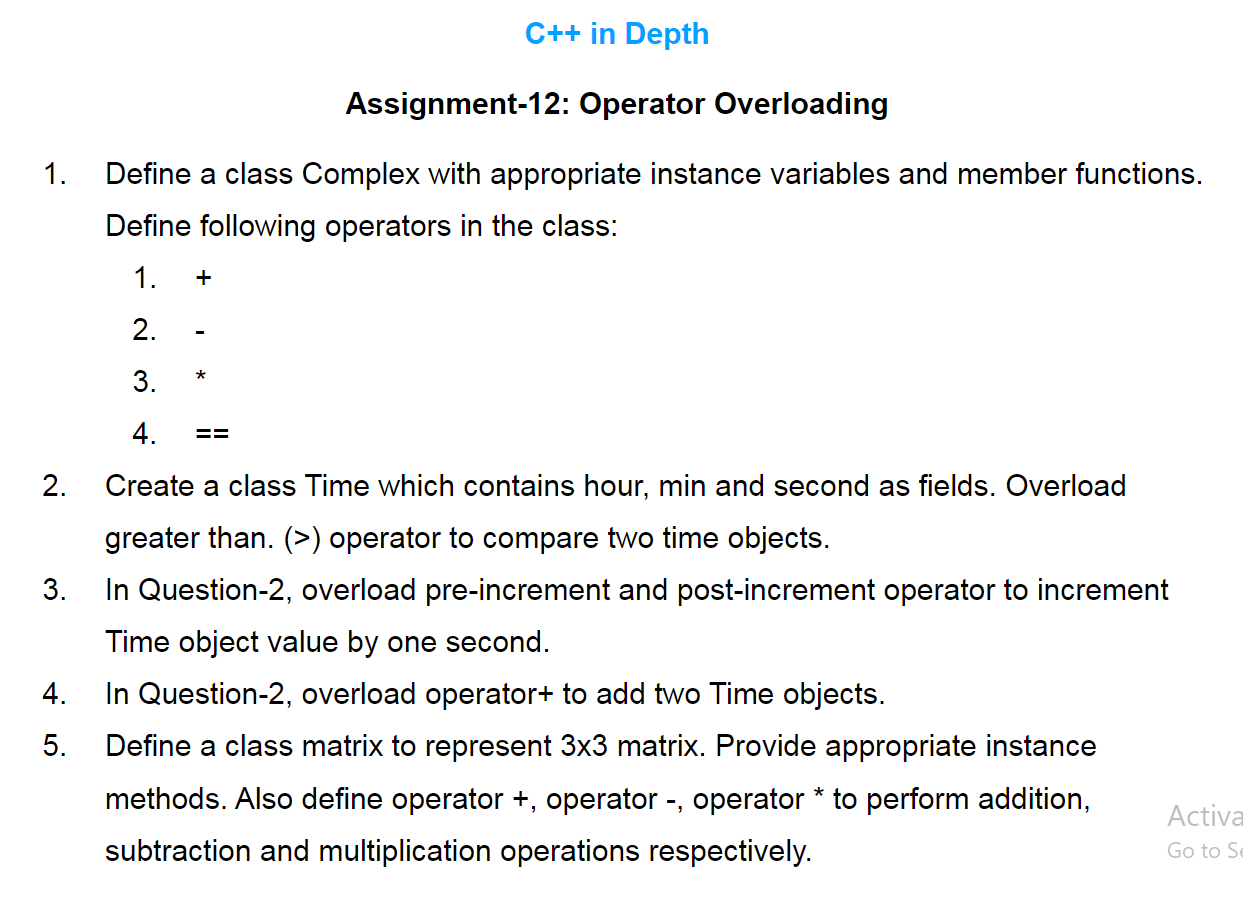 C++ in Depth
Assignment-12: Operator Overloading
1. Define a class Complex with appropriate instance variables and member functions.
Define following operators in the class:
1. +
2. -
3. *
4. ==
2. Create a class Time which contains hour, min and second as fields. Overload
greater than. (>) operator to compare two time objects.
3. In Question-2, overload pre-increment and post-increment operator to increment
Time object value by one second.
4. In Question-2, overload operator+ to add two Time objects.
5. Define a class matrix to represent 3x3 matrix. Provide appropriate instance
methods. Also define operator +, operator -, operator * to perform addition,
subtraction and multiplication operations respectively.
Activa
Go to Se